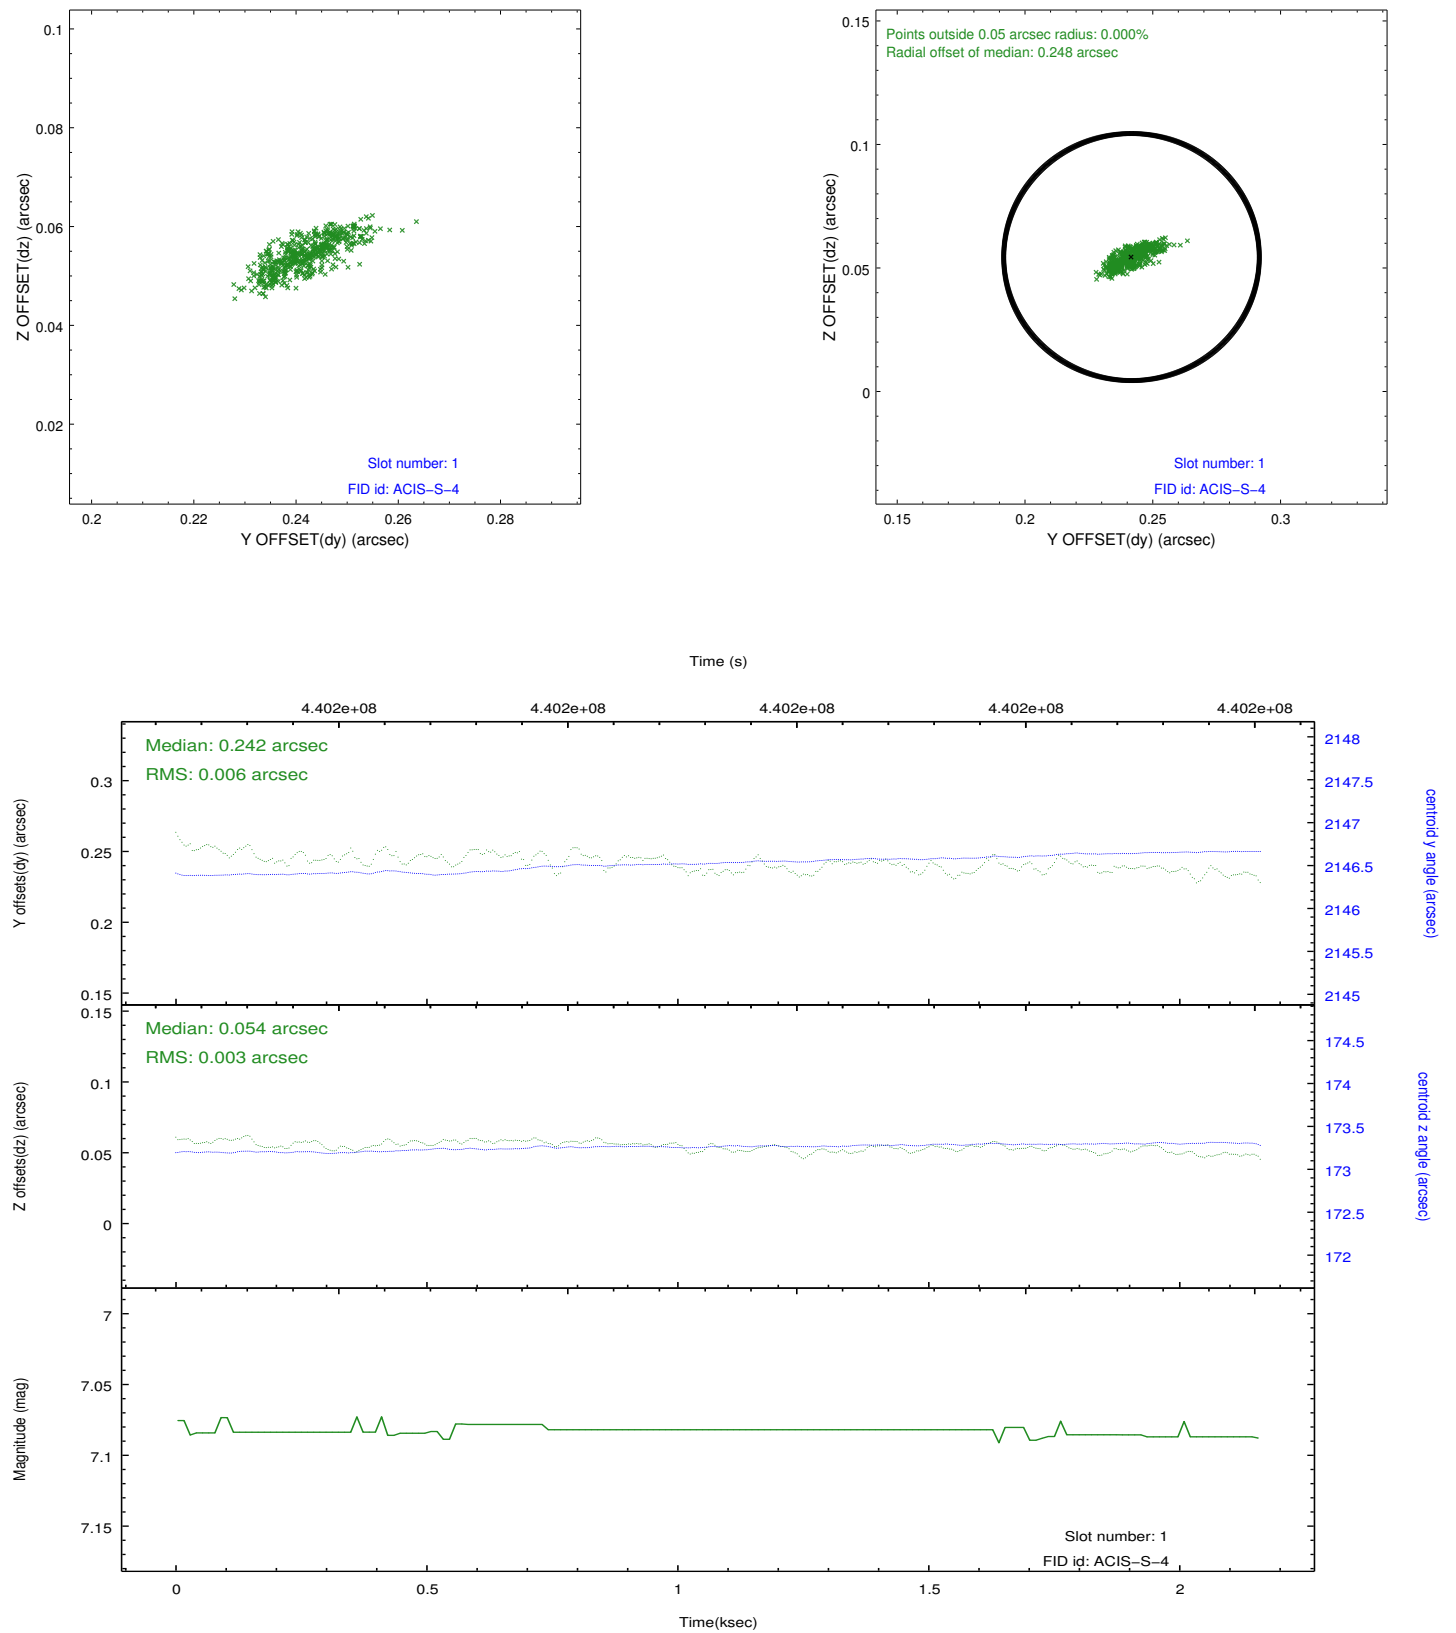 0.1
0.08
0.06
0.04
0.02
Z OFFSET(dz) (arcsec)
Slot number: 1
FID id: ACIS−S−4
0.2 0.22 0.24 0.26 0.28
Y OFFSET(dy) (arcsec)
Points outside 0.05 arcsec radius: 0.000%
Radial offset of median: 0.248 arcsec
0.15
0.1
0.05
0
Z OFFSET(dz) (arcsec)
Slot number: 1
FID id: ACIS−S−4
0.15 0.2 0.25 0.3
Y OFFSET(dy) (arcsec)
Time (s)
4.402e+08 4.402e+08 4.402e+08 4.402e+08 4.402e+08
Median: 0.242 arcsec
RMS: 0.006 arcsec
0.3
0.25
0.2
0.15
Y offsets(dy) (arcsec)
2148
2147.5
2147
2146.5
2146
2145.5
2145
centroid y angle (arcsec)
Median: 0.054 arcsec
RMS: 0.003 arcsec
0.15
0.1
0.05
0
Z offsets(dz) (arcsec)
174.5
174
173.5
173
172.5
172
centroid z angle (arcsec)
7
7.05
7.1
7.15
Magnitude (mag)
Slot number: 1
FID id: ACIS−S−4
0 0.5 1 1.5 2
Time(ksec)